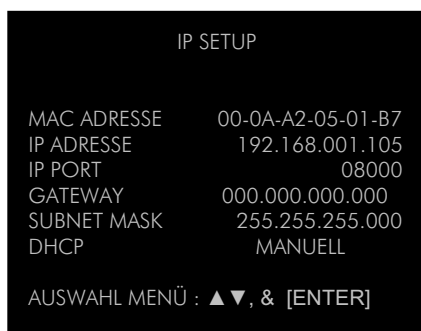 IP SETUP
MAC ADRESSE 00-0A-A2-05-01-B7
IP ADRESSE 192.168.001.105
IP PORT 08000
GATEWAY 000.000.000.000
SUBNET MASK 255.255.255.000
DHCP MANUELL
AUSWAHL MENÜ : ▲▼, & [ENTER]